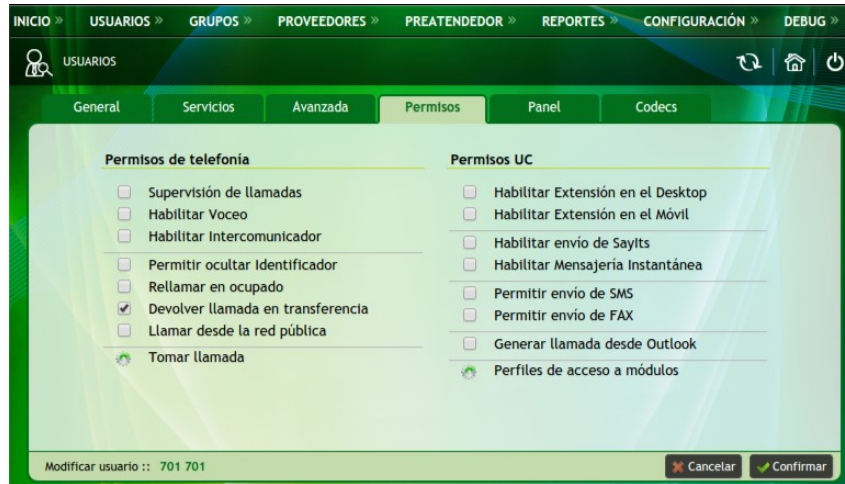 INICIO » USUARIOS » GRUPOS » PROVEEDORES » PREATENDEDOR » REPORTES » CONFIGURACIÓN » DEBUG »
USUARIOS
General Servicios Avanzada Permisos Panel Codecs
Permisos de telefonía
Supervisión de llamadas
Habilitar Voceo
Habilitar Intercomunicador
Permitir ocultar Identificador
Rellamar en ocupado
Devolver llamada en transferencia
Llamar desde la red pública
Tomar llamada
Permisos UC
Habilitar Extensión en el Desktop
Habilitar Extensión en el Móvil
Habilitar envío de SayIts
Habilitar Mensajería Instantánea
Permitir envío de SMS
Permitir envío de FAX
Generar llamada desde Outlook
Perfiles de acceso a módulos
Modificar usuario :: 701 701
Cancelar Confirmar